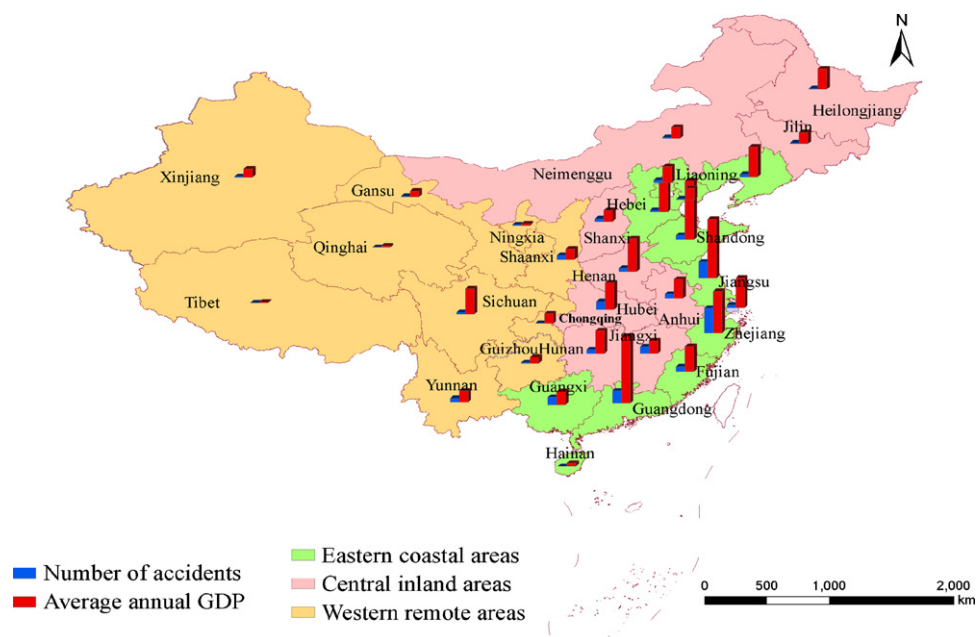 N
Heilongjiang
Jilin
Xinjiang
Gansu
Neimenggu
Liaoning
Hebei
Ningxia
Shanxi
Shandong
Qinghai
Shaanxi
Henan
Jiangsu
Tibet
Sichuan
Hubei
Anhui
Chongqing
Zhejiang
Jiangxi
Guizhou
Hunan
Fujian
Yunnan
Guangxi
Guangdong
Hainan
Number of accidents
Average annual GDP
Eastern coastal areas
Central inland areas
Western remote areas
0 500 1,000 2,000
km